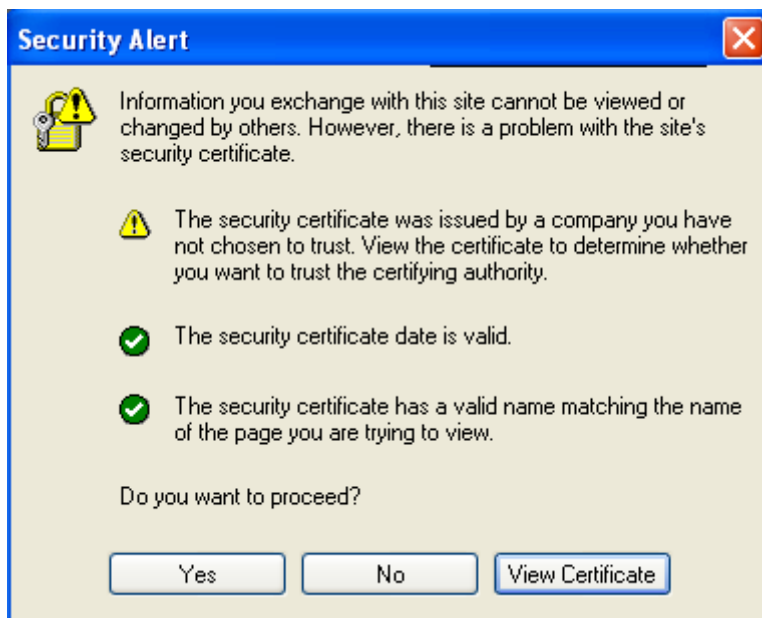 Security Alert
Information you exchange with this site cannot be viewed or
changed by others. However, there is a problem with the site's
security certificate.
The security certificate was issued by a company you have
not chosen to trust. View the certificate to determine whether
you want to trust the certifying authority.
The security certificate date is valid.
The security certificate has a valid name matching the name
of the page you are trying to view.
Do you want to proceed?
Yes No View Certificate